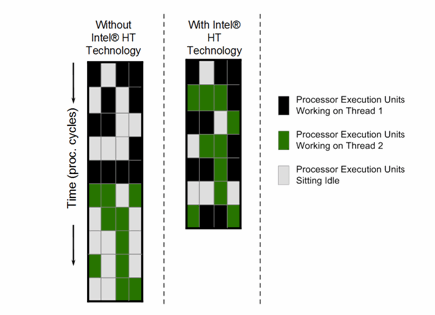 Without
Intel® HT
Technology
With Intel®
HT
Technology
Time (proc. cycles)
Processor Execution Units
Working on Thread 1
Processor Execution Units
Working on Thread 2
Processor Execution Units
Sitting Idle